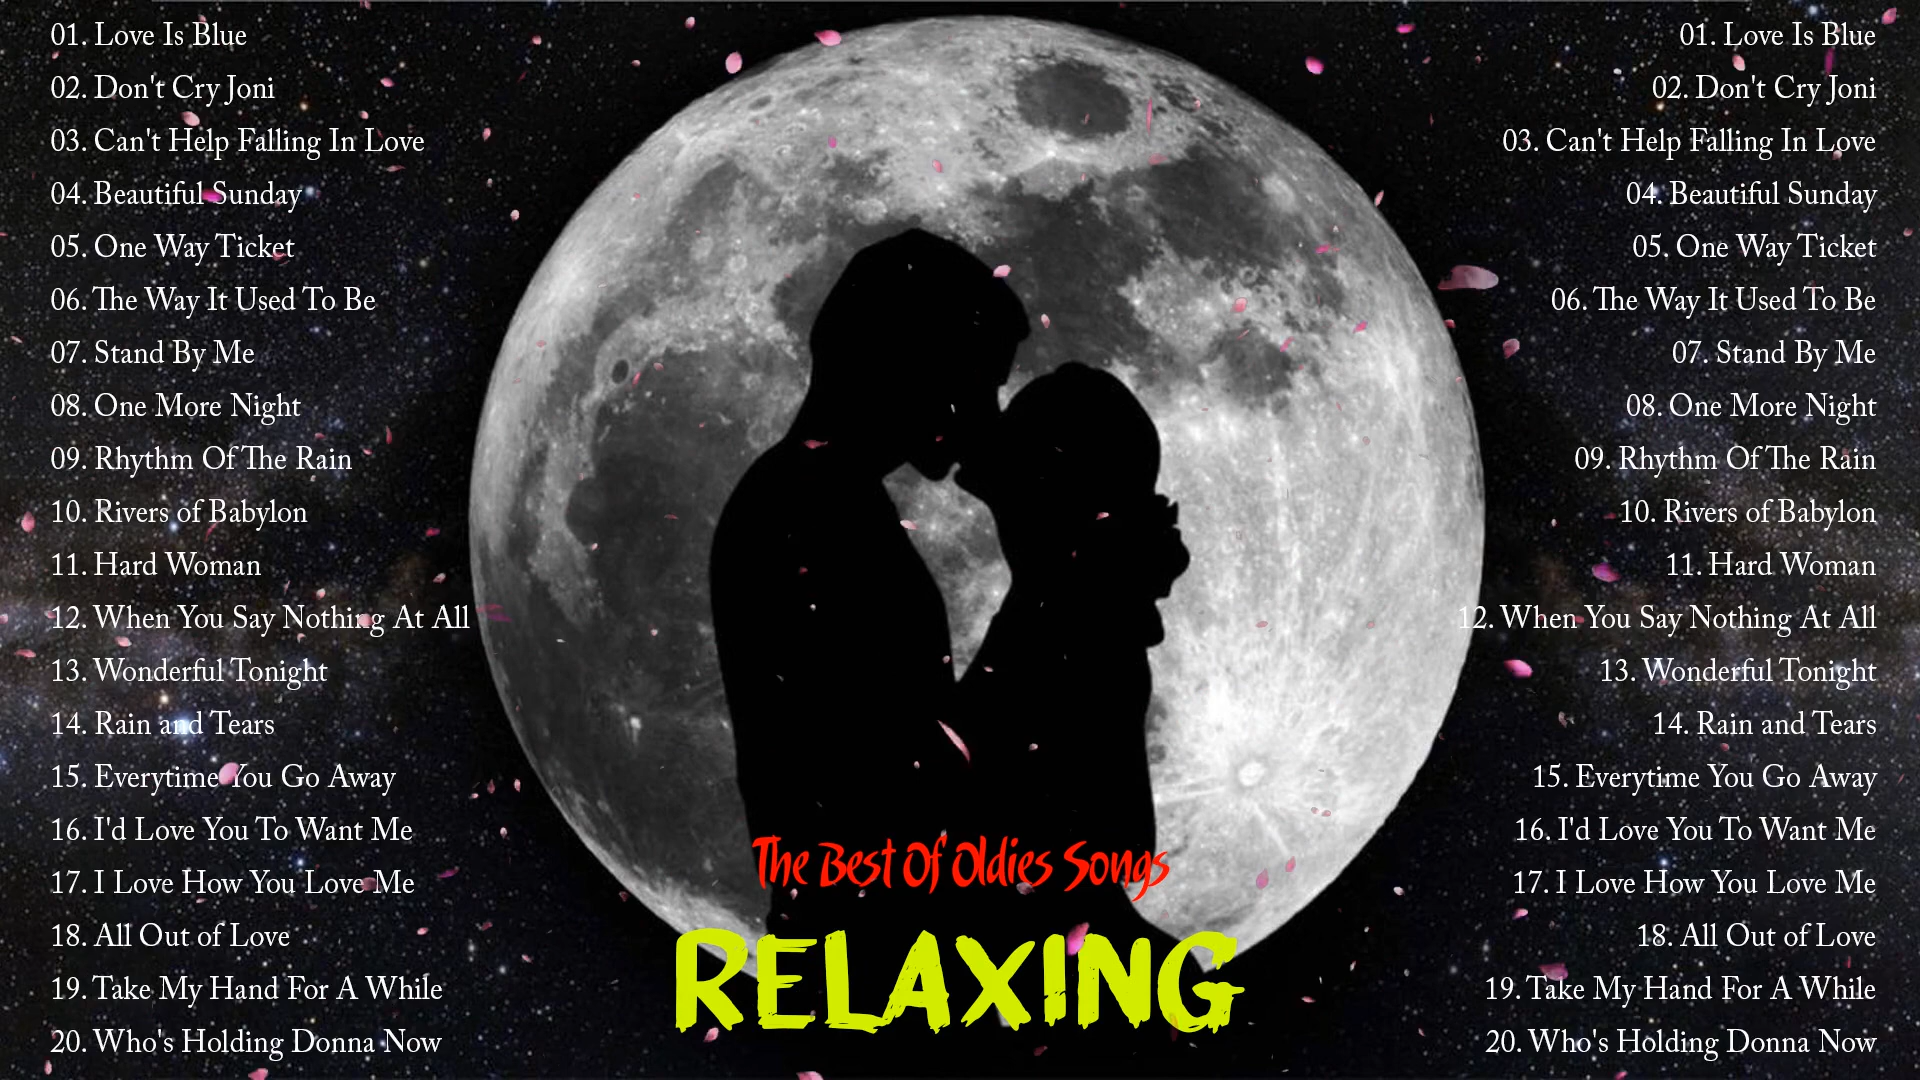 01. Love Is Blue
02. Don't Cry Joni
03. Can't Help Falling In Love
04. Beautiful Sunday
05. One Way Ticket
06. The Way It Used To Be
07. Stand By Me
08. One More Night
09. Rhythm Of The Rain
10. Rivers of Babylon
11. Hard Woman
12. When You Say Nothing At All
13. Wonderful Tonight
14. Rain and Tears
15. Everytime You Go Away
16. I'd Love You To Want Me
17. I Love How You Love Me
18. All Out of Love
19. Take My Hand For A While
20. Who's Holding Donna Now
The Best Of Oldies Songs
RELAXING
01. Love Is Blue
02. Don't Cry Joni
03. Can't Help Falling In Love
04. Beautiful Sunday
05. One Way Ticket
06. The Way It Used To Be
07. Stand By Me
08. One More Night
09. Rhythm Of The Rain
10. Rivers of Babylon
11. Hard Woman
12. When You Say Nothing At All
13. Wonderful Tonight
14. Rain and Tears
15. Everytime You Go Away
16. I'd Love You To Want Me
17. I Love How You Love Me
18. All Out of Love
19. Take My Hand For A While
20. Who's Holding Donna Now